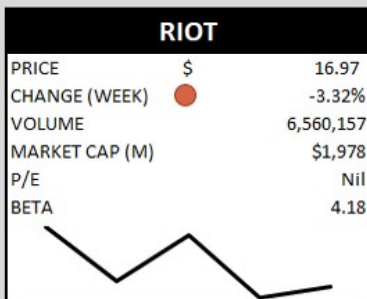 RIOT
PRICE $ 16.97
CHANGE (WEEK) -3.32%
VOLUME 6,560,157
MARKET CAP (M) $1,978
P/E Nil
BETA 4.18